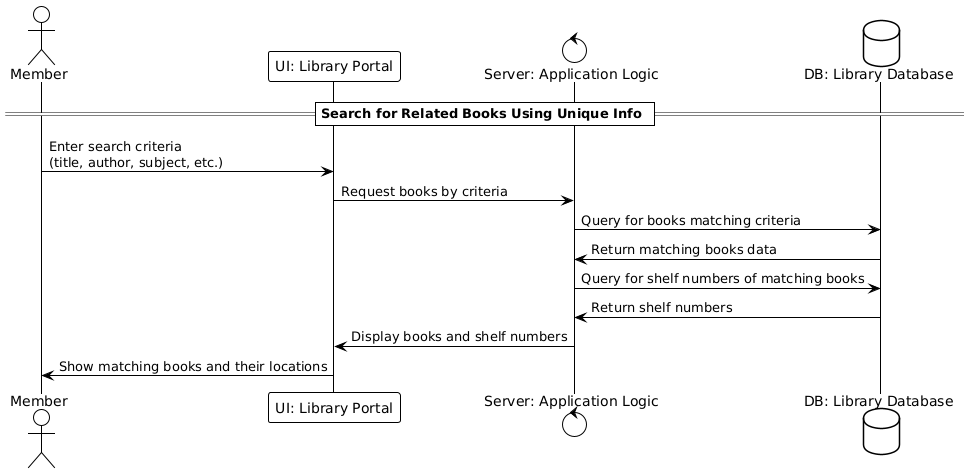 Member
UI: Library Portal
Server: Application Logic
DB: Library Database
Search for Related Books Using Unique Info
Enter search criteria
(title, author, subject, etc.)
Request books by criteria
Query for books matching criteria
Return matching books data
Query for shelf numbers of matching books
Return shelf numbers
Display books and shelf numbers
Show matching books and their locations
Member
UI: Library Portal
Server: Application Logic
DB: Library Database